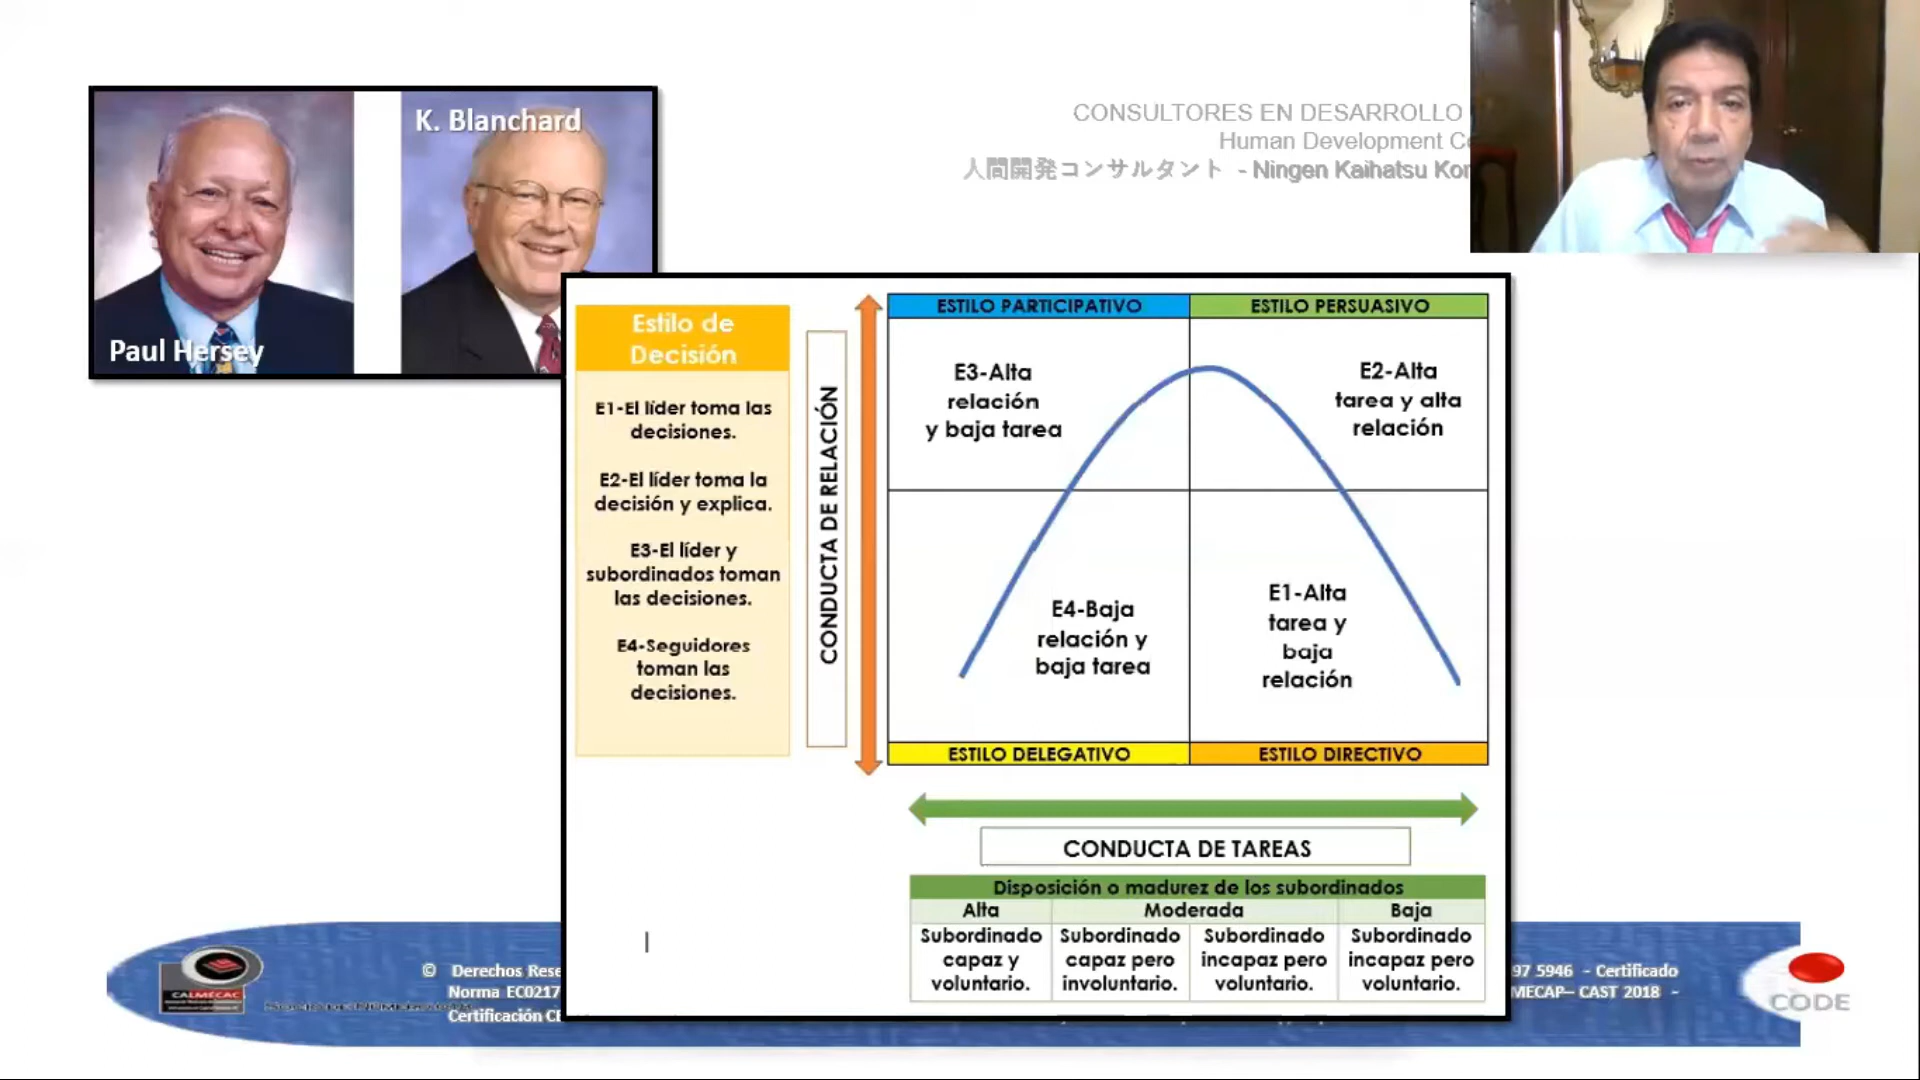 K. Blanchard
Paul Hersey
CONSULTORES EN DESARROLLO
Human Development
人間開発コンサルタント - Ningen Kaihatsu
Estilo de
Decisión
E1-El líder toma las
decisiones.
E2-El líder toma la
decisión y explica.
E3-El líder y
subordinados toman
las decisiones.
E4-Seguidores
toman las
decisiones.
CONDUCTA DE RELACIÓN
ESTILO PARTICIPATIVO
ESTILO PERSUASIVO
E3-Alta
relación
y baja tarea
E2-Alta
tarea y alta
relación
E4-Baja
relación y
baja tarea
E1-Alta
tarea y
baja
relación
ESTILO DELEGATIVO
ESTILO DIRECTIVO
CONDUCTA DE TAREAS
Disposición o madurez de los subordinados
Alta
Moderada
Baja
Subordinado
capaz y
voluntario.
Subordinado
capaz pero
involuntario.
Subordinado
incapaz pero
voluntario.
Subordinado
incapaz pero
voluntario.
CALMECAC
© Derechos
Norma EC0217
Certificación
97 5946 - Certificado
MECAP– CAST 2018 -
CODE